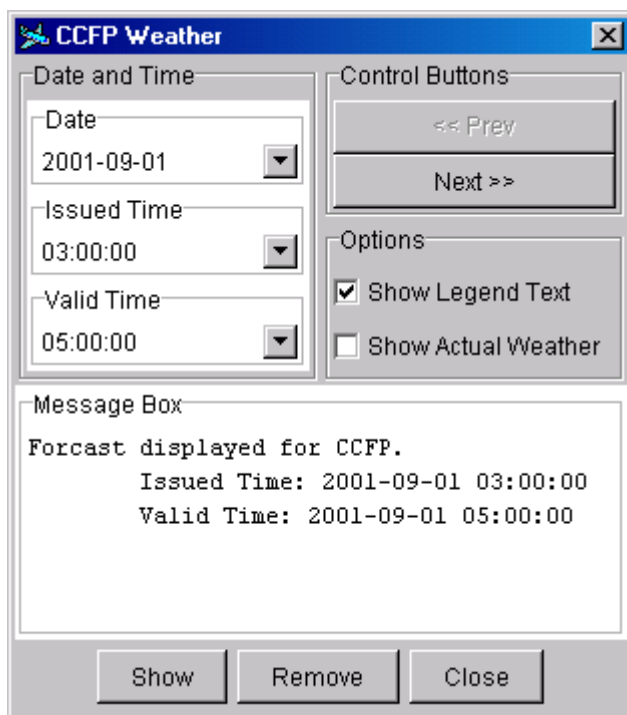 CCFP Weather
Date and Time
Date
2001-09-01
Issued Time
03:00:00
Valid Time
05:00:00
Control Buttons
<< Prev
Next >>
Options
Show Legend Text
Show Actual Weather
Message Box
Forcast displayed for CCFP.
Issued Time: 2001-09-01 03:00:00
Valid Time: 2001-09-01 05:00:00
Show
Remove
Close